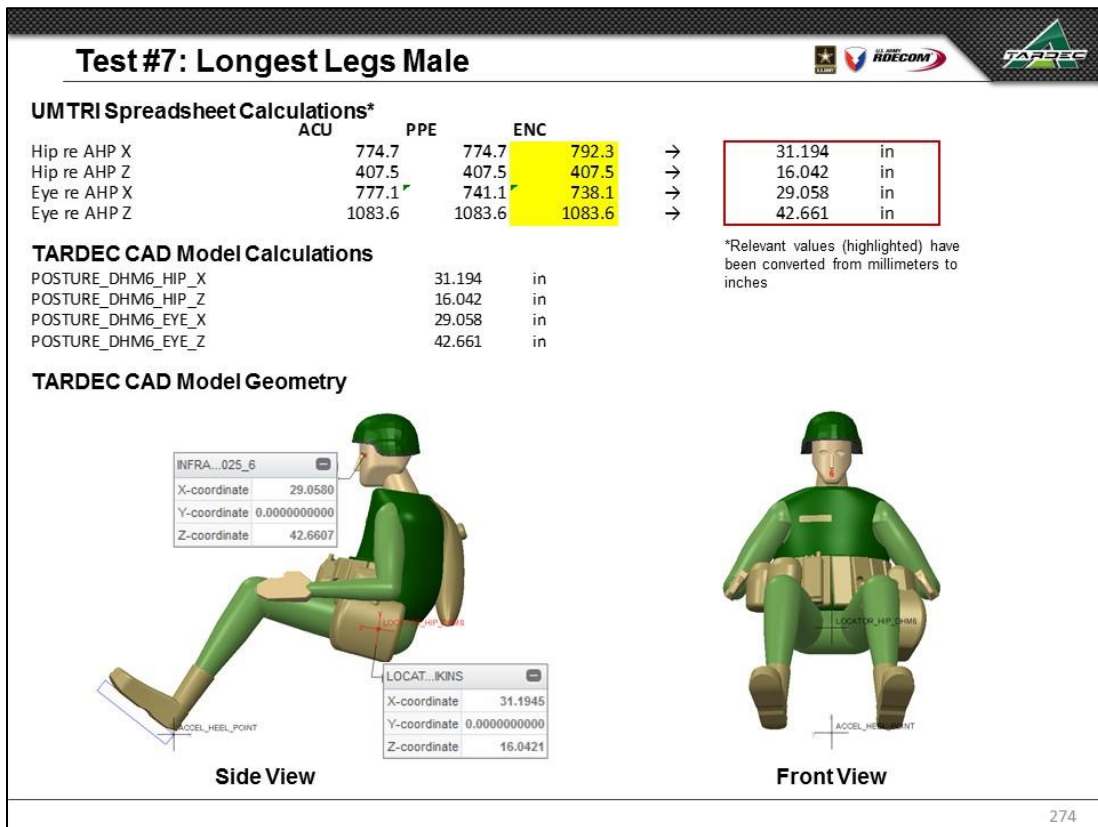 Test #7: Longest Legs Male
U.S. ARMY
U.S. ARMY
RDECOM
TARDEC
UMTRI Spreadsheet Calculations*
ACU PPE ENC
Hip re AHP X 774.7 774.7 792.3 → 31.194 in
Hip re AHP Z 407.5 407.5 407.5 → 16.042 in
Eye re AHP X 777.1 741.1 738.1 → 29.058 in
Eye re AHP Z 1083.6 1083.6 1083.6 → 42.661 in
*Relevant values (highlighted) have
been converted from millimeters to
inches
TARDEC CAD Model Calculations
POSTURE_DHM6_HIP_X 31.194 in
POSTURE_DHM6_HIP_Z 16.042 in
POSTURE_DHM6_EYE_X 29.058 in
POSTURE_DHM6_EYE_Z 42.661 in
TARDEC CAD Model Geometry
INFRA...025_6
X-coordinate 29.0580
Y-coordinate 0.0000000000
Z-coordinate 42.6607
LOCATOR_HIP_DHM6
LOCATOR_HIP_DHM6
LOCAT...IKINS
X-coordinate 31.1945
Y-coordinate 0.0000000000
Z-coordinate 16.0421
ACCEL_HEEL_POINT
ACCEL_HEEL_POINT
Side View
Front View
274